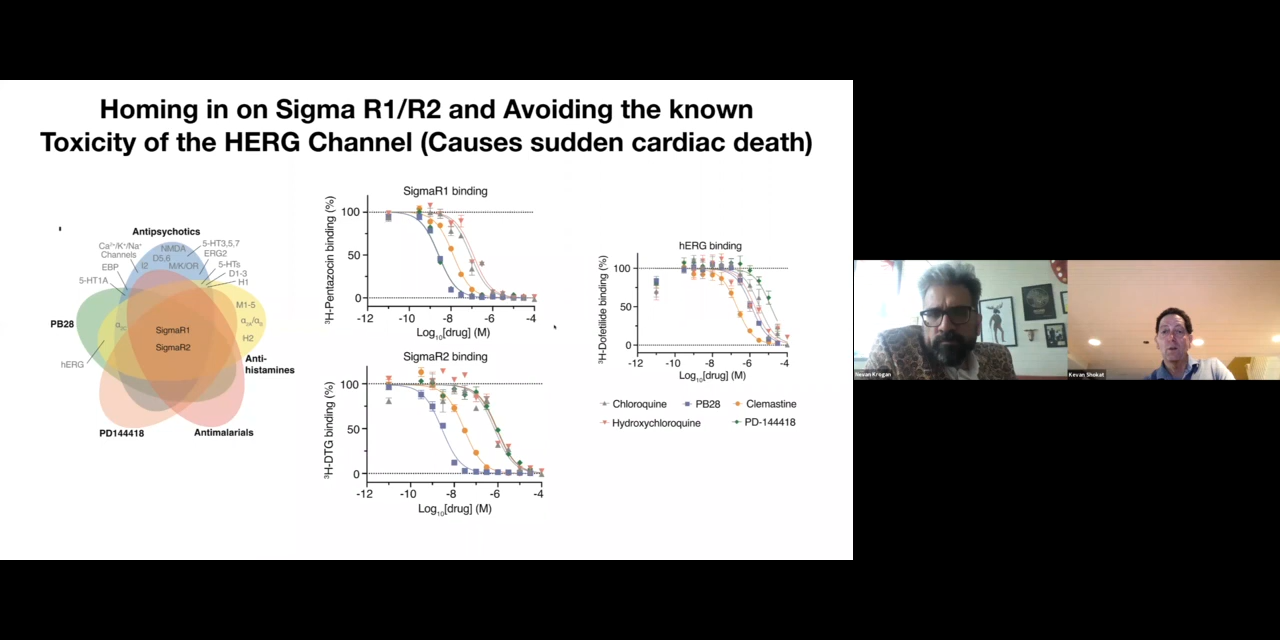 Homing in on Sigma R1/R2 and Avoiding the known
Toxicity of the HERG Channel (Causes sudden cardiac death)
Antipsychotics
Ca²⁺/K⁺/Na⁺
Channels
NMDA
5-HT3,5,7
D5,6
ERG2
EBP
I2
M/K/OR
5-HTs
D1-3
5-HT1A
H1
M1-5
PB28
α₂c
SigmaR1
H2
SigmaR2
hERG
Anti-
histamines
PD144418
Antimalarials
SigmaR1 binding
³H-Pentazocin binding (%)
100
50
0
-12
-10
-8
-6
-4
Log₁₀[drug] (M)
SigmaR2 binding
³H-DTG binding (%)
100
50
0
-12
-10
-8
-6
-4
Log₁₀[drug] (M)
hERG binding
³H-Dofetilide binding (%)
100
50
0
-12
-10
-8
-6
-4
Log₁₀[drug] (M)
Chloroquine
PB28
Clemastine
Hydroxychloroquine
PD-144418
Nevan Krogan
Kevan Shokat